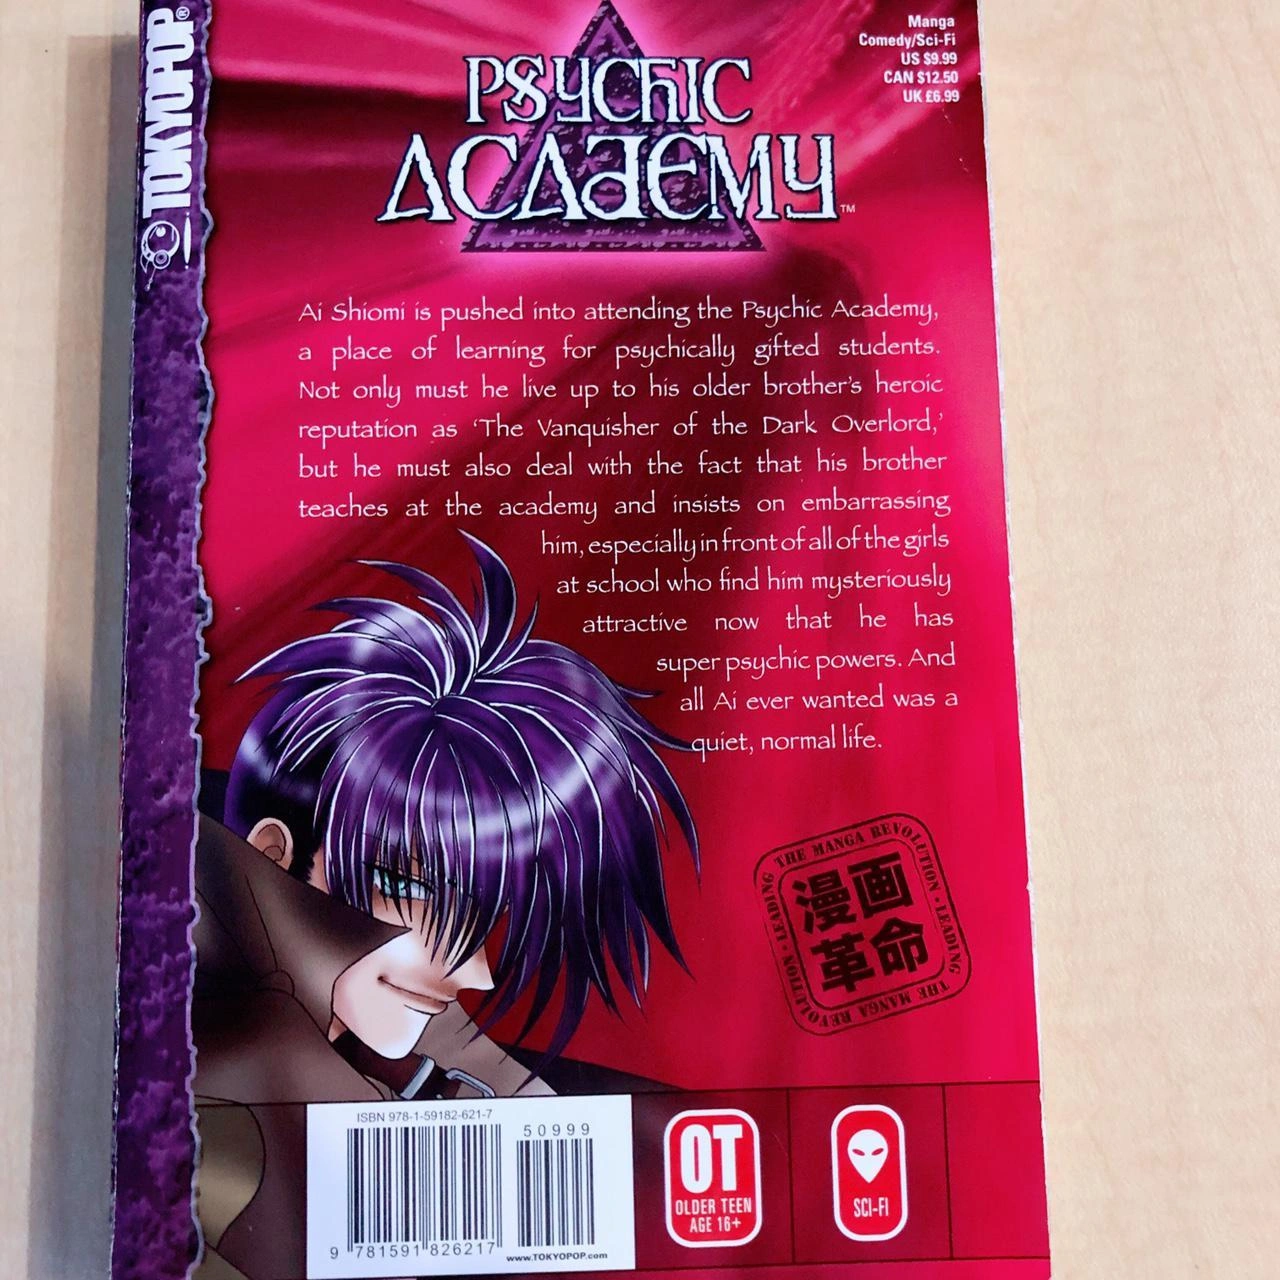 TOKYOPOP®
Manga
Comedy/Sci-Fi
US $9.99
CAN $12.50
UK £6.99
PSYCHIC
ACADEMY™
Ai Shiomi is pushed into attending the Psychic Academy,
a place of learning for psychically gifted students.
Not only must he live up to his older brother's heroic
reputation as 'The Vanquisher of the Dark Overlord,'
but he must also deal with the fact that his brother
teaches at the academy and insists on embarrassing
him, especially in front of all of the girls
at school who find him mysteriously
attractive now that he has
super psychic powers. And
all Ai ever wanted was a
quiet, normal life.
LEADING THE MANGA REVOLUTION · LEADING THE MANGA REVOLUTION ·
漫画
革命
ISBN 978-1-59182-621-7
50999
9 781591 826217
www.TOKYOPOP.com
OT
OLDER TEEN
AGE 16+
SCI-FI